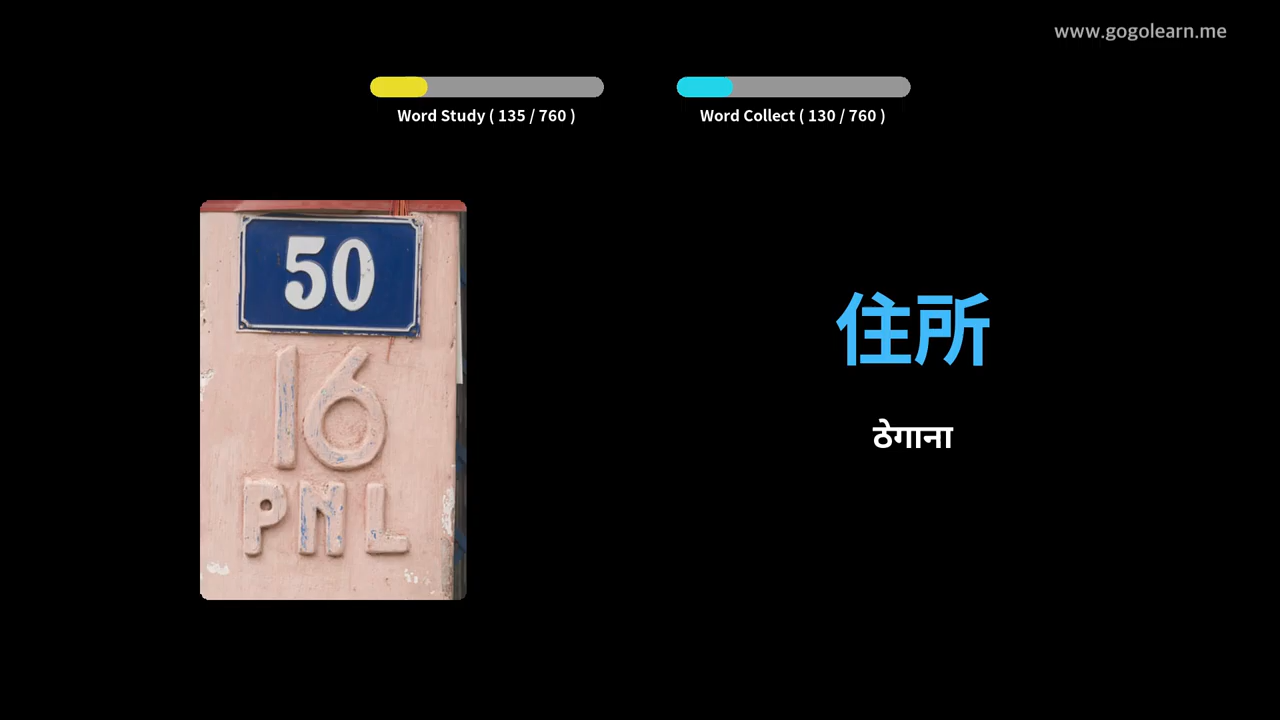 www.gogolearn.me
Word Study ( 135 / 760 )
Word Collect ( 130 / 760 )
50
16
PNL
住所
ठेगाना